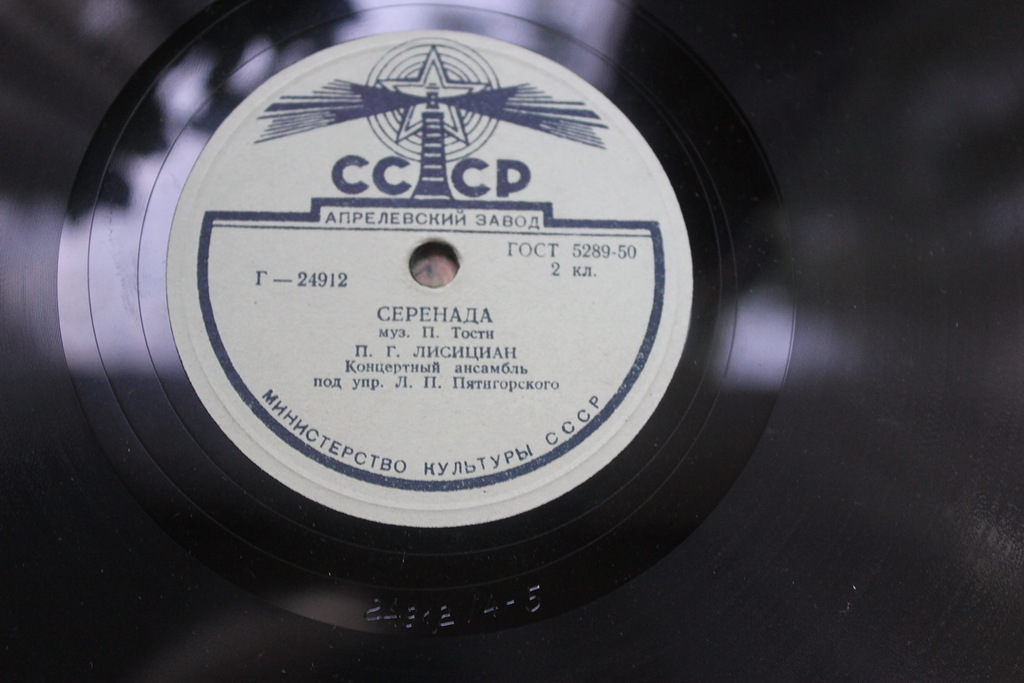 СССР
АПРЕЛЕВСКИЙ ЗАВОД
ГОСТ 5289-50
2 кл.
Г — 24912
СЕРЕНАДА
муз. П. Тости
П. Г. ЛИСИЦИАН
Концертный ансамбль
под упр. Л. П. Пятигорского
МИНИСТЕРСТВО КУЛЬТУРЫ СССР